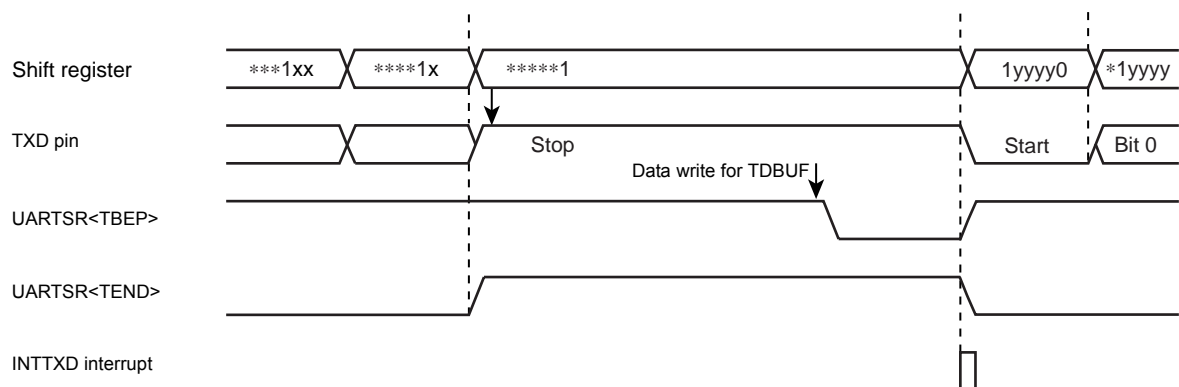 Shift register ***1xx ****1x *****1 1yyyy0 *1yyyy
TXD pin Stop Start Bit 0
Data write for TDBUF
UARTSR<TBEP>
UARTSR<TEND>
INTTXD interrupt